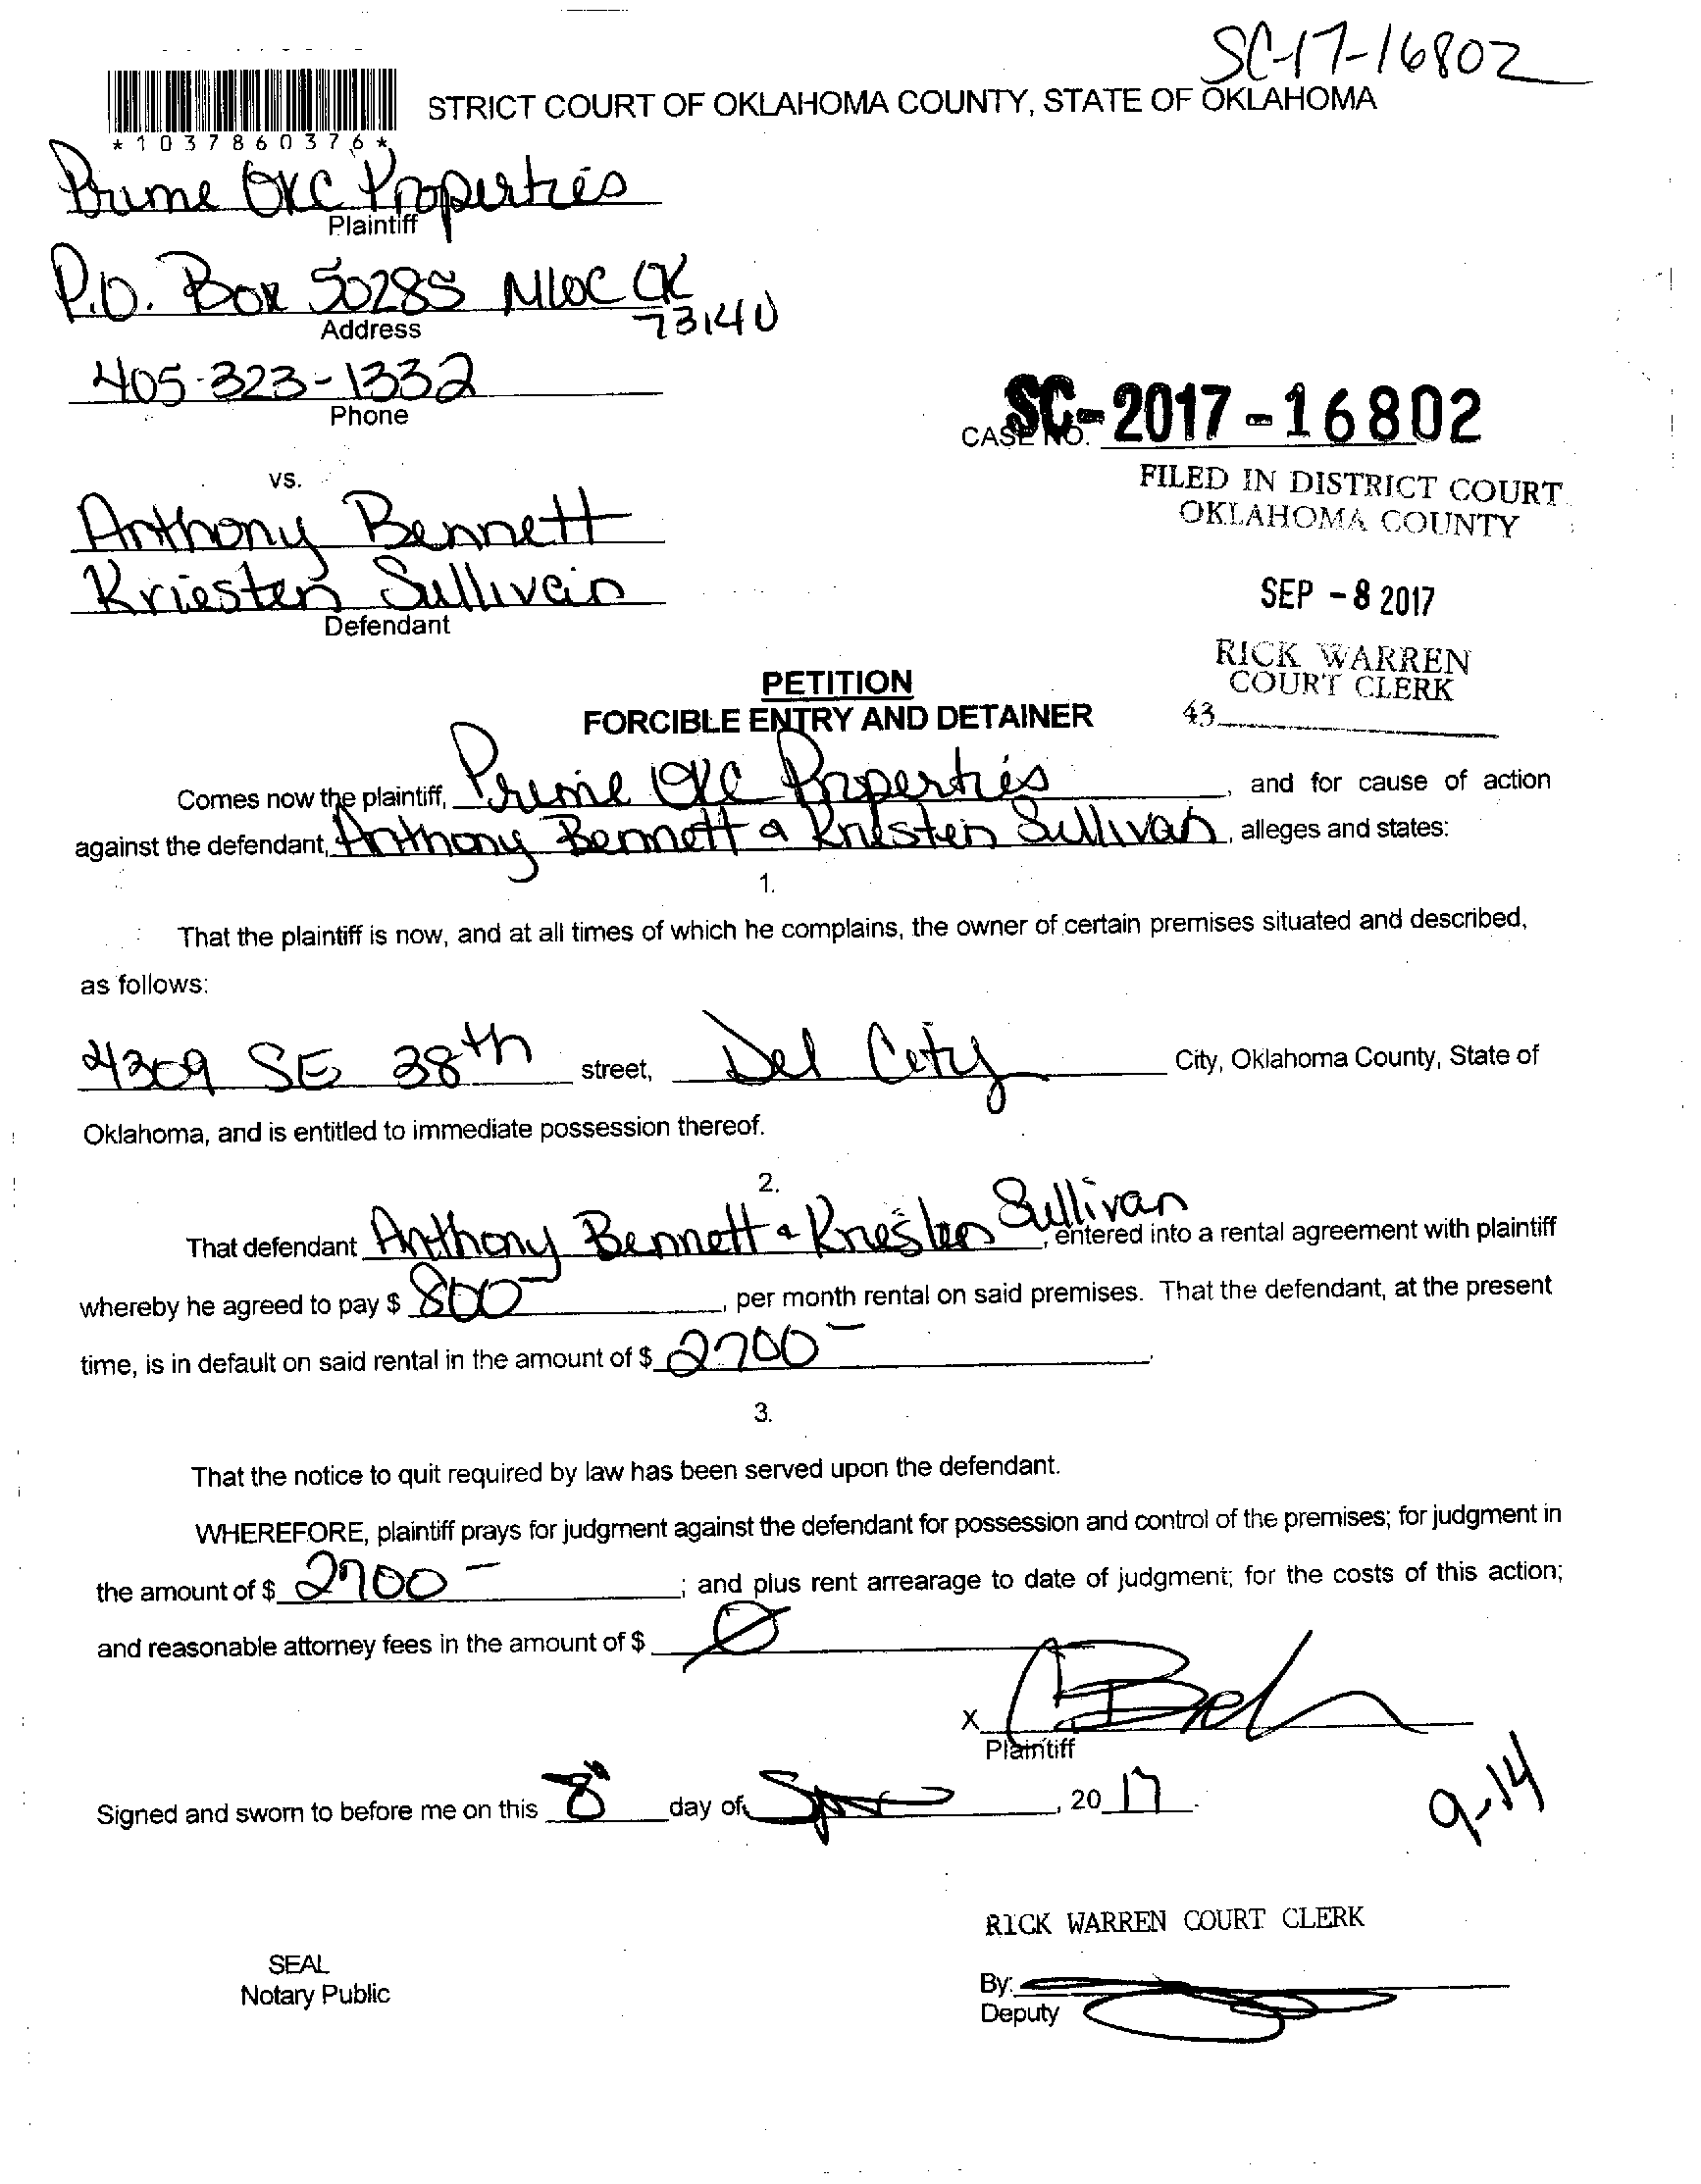 SC-17-16802
STRICT COURT OF OKLAHOMA COUNTY, STATE OF OKLAHOMA
*1037860376*
Prime OKC Properties
Plaintiff
P.O. Box 50285 MWC OK
73140
Address
405-323-1332
Phone
CASE NO. SC-2017-16802
vs.
FILED IN DISTRICT COURT
OKLAHOMA COUNTY
Anthony Bennett
Kriesten Sullivan
Defendant
SEP -8 2017
RICK WARREN
COURT CLERK
43
PETITION
FORCIBLE ENTRY AND DETAINER
Comes now the plaintiff, Prime OKC Properties, and for cause of action
against the defendant, Anthony Bennett & Kriesten Sullivan, alleges and states:
1.
That the plaintiff is now, and at all times of which he complains, the owner of certain premises situated and described,
as follows:
4309 SE 38th street, Del City City, Oklahoma County, State of
Oklahoma, and is entitled to immediate possession thereof.
2.
That defendant Anthony Bennett & Kriesten Sullivan, entered into a rental agreement with plaintiff
whereby he agreed to pay $ 800-, per month rental on said premises. That the defendant, at the present
time, is in default on said rental in the amount of $ 2700-.
3.
That the notice to quit required by law has been served upon the defendant.
WHEREFORE, plaintiff prays for judgment against the defendant for possession and control of the premises; for judgment in
the amount of $ 2700-; and plus rent arrearage to date of judgment; for the costs of this action;
and reasonable attorney fees in the amount of $ Ø
X
Plaintiff
Signed and sworn to before me on this 8th day of , 20 17.
9-14
RICK WARREN COURT CLERK
SEAL
Notary Public
By:
Deputy